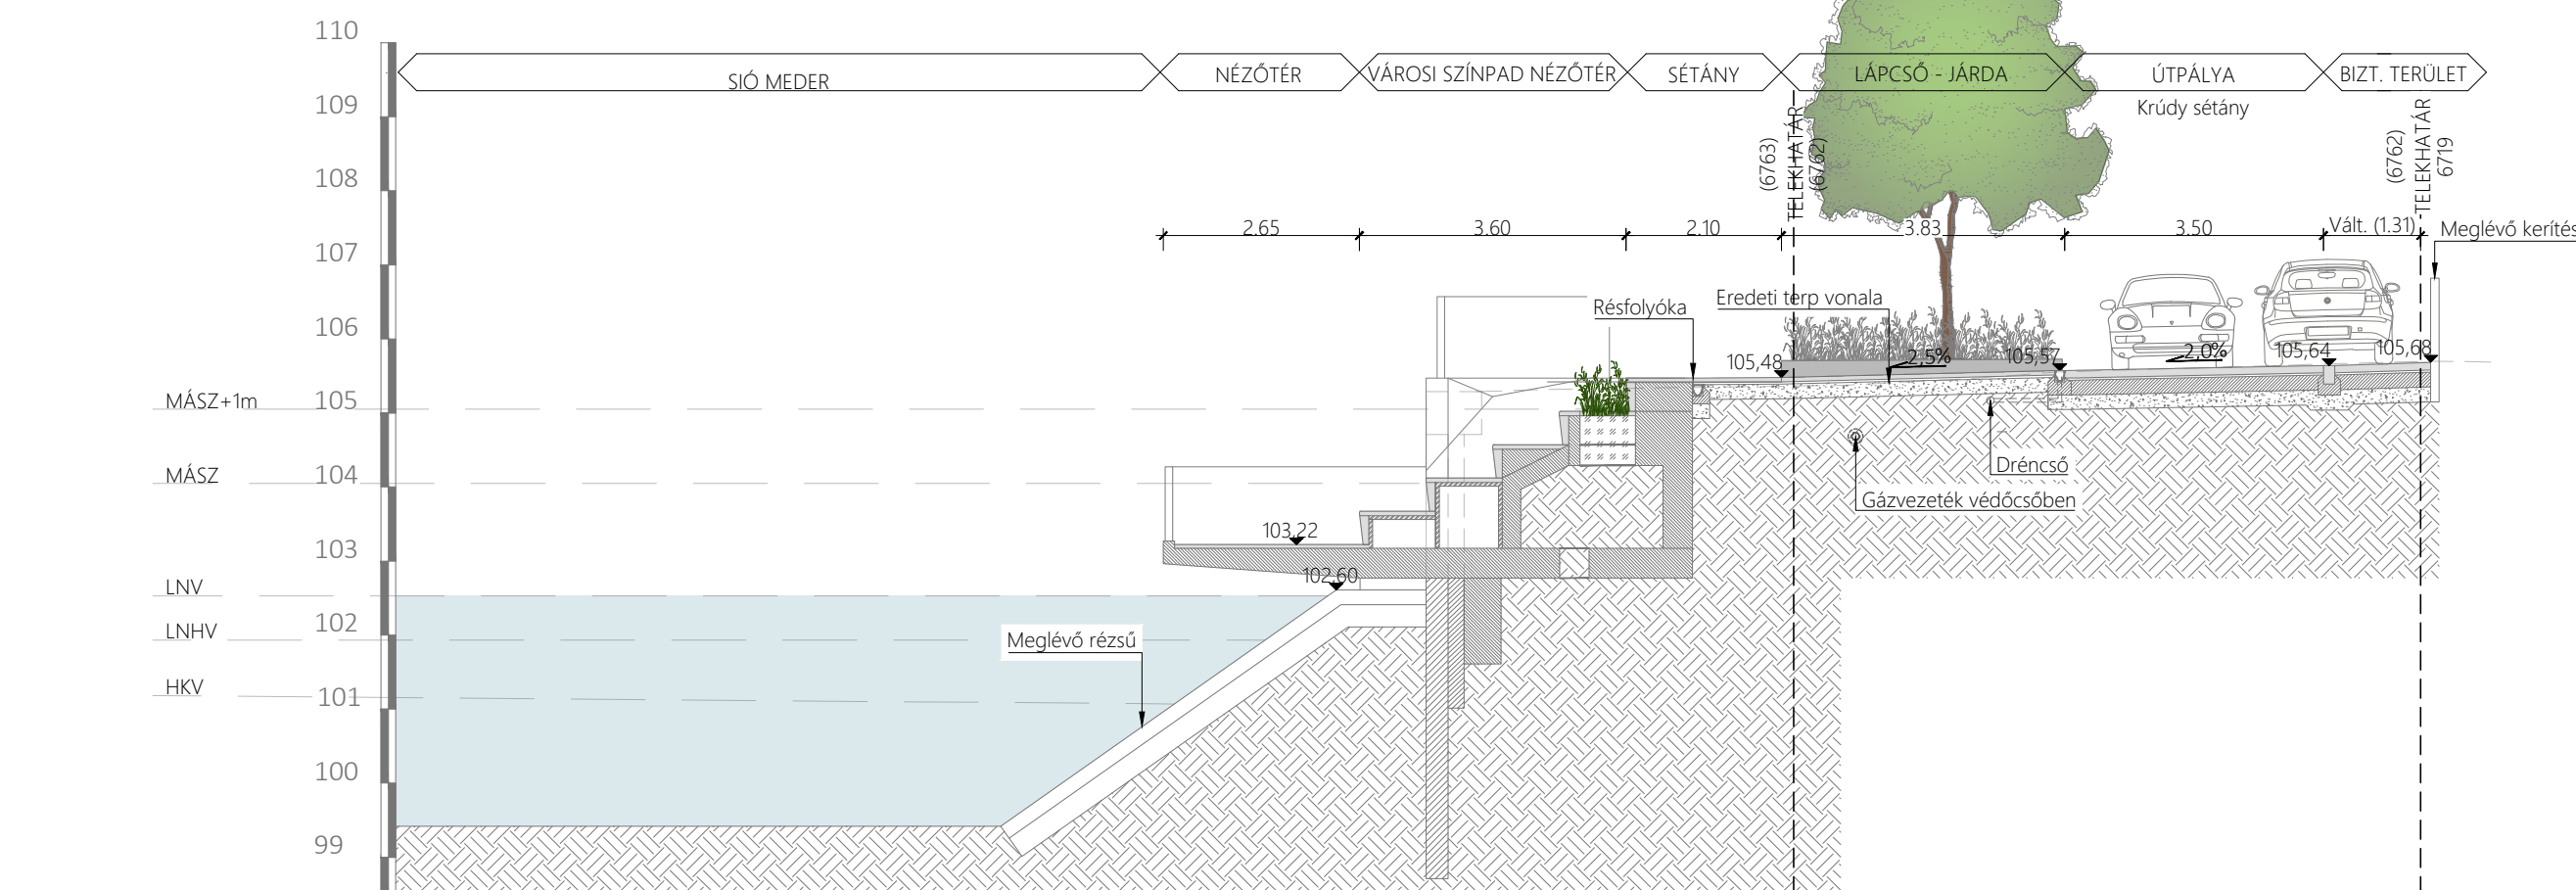 110
SIÓ MEDER
NÉZŐTÉR
VÁROSI SZÍNPAD NÉZŐTÉR
SÉTÁNY
LÁPCSŐ - JÁRDA
ÚTPÁLYA
BIZT. TERÜLET
109
Krúdy sétány
(6763)
TELEKHATÁR
(6762)
(6762)
TELEKHATÁR
6719
108
2.65
3.60
2.10
3.83
3.50
Vált. (1.31)
Meglévő kerítés
107
Résfolyóka
Eredeti terp vonala
106
105,48
2,5%
105,57
2,0%
105,64
105,68
MÁSZ+1m
105
MÁSZ
104
Dréncső
Gázvezeték védőcsőben
103,22
103
102,60
LNV
102
LNHV
Meglévő rézsű
HKV
101
100
99